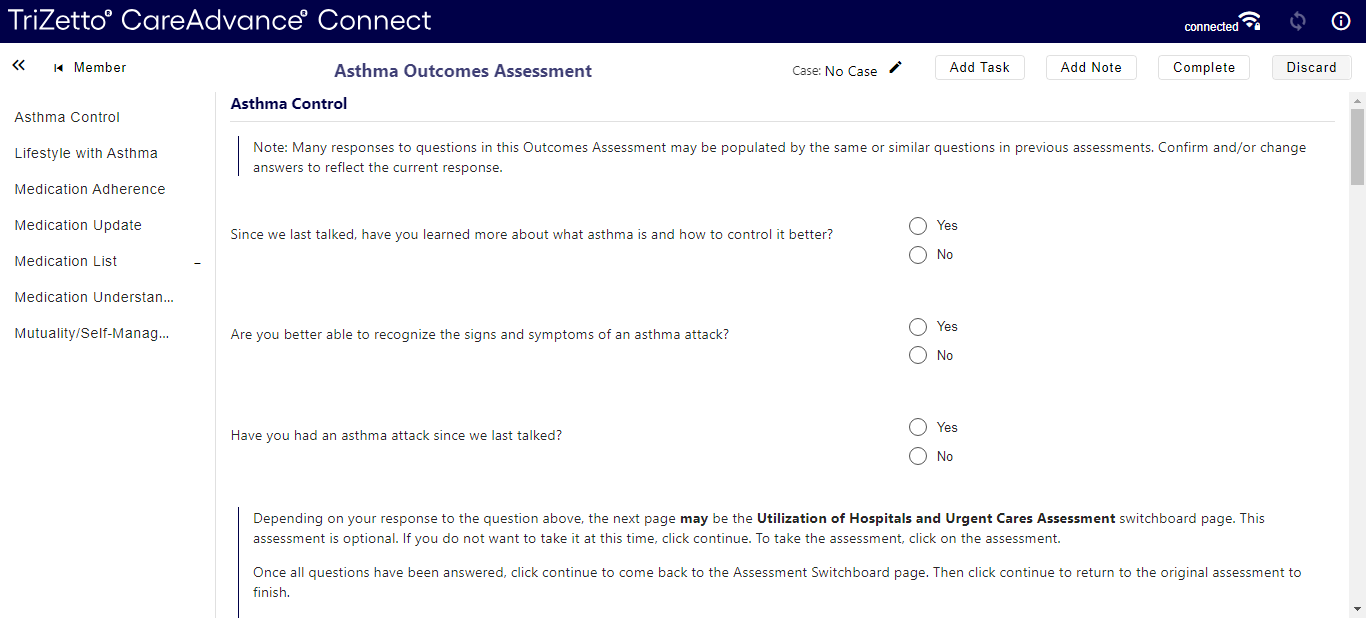 TriZetto® CareAdvance® Connect
connected
Member
Asthma Outcomes Assessment
Case: No Case
Add Task
Add Note
Complete
Discard
Asthma Control
Lifestyle with Asthma
Medication Adherence
Medication Update
Medication List
Medication Understan...
Mutuality/Self-Manag...
Asthma Control
Note: Many responses to questions in this Outcomes Assessment may be populated by the same or similar questions in previous assessments. Confirm and/or change
answers to reflect the current response.
Since we last talked, have you learned more about what asthma is and how to control it better?
Yes
No
Are you better able to recognize the signs and symptoms of an asthma attack?
Yes
No
Have you had an asthma attack since we last talked?
Yes
No
Depending on your response to the question above, the next page may be the Utilization of Hospitals and Urgent Cares Assessment switchboard page. This
assessment is optional. If you do not want to take it at this time, click continue. To take the assessment, click on the assessment.
Once all questions have been answered, click continue to come back to the Assessment Switchboard page. Then click continue to return to the original assessment to
finish.